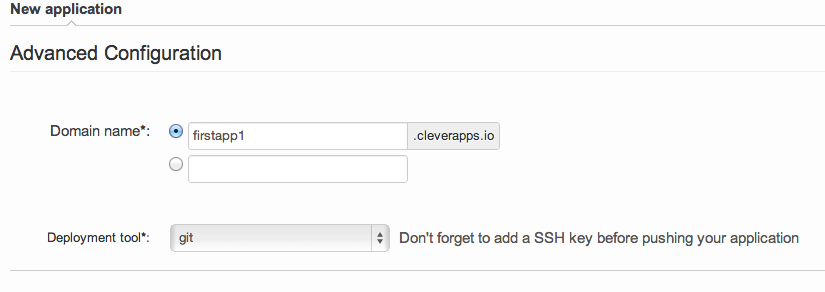 New application
Advanced Configuration
Domain name*: firstapp1 .cleverapps.io
Deployment tool*: git Don't forget to add a SSH key before pushing your application